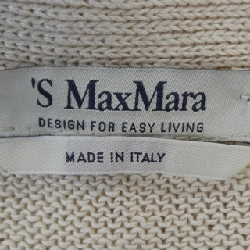 'S MaxMara
DESIGN FOR EASY LIVING
MADE IN ITALY